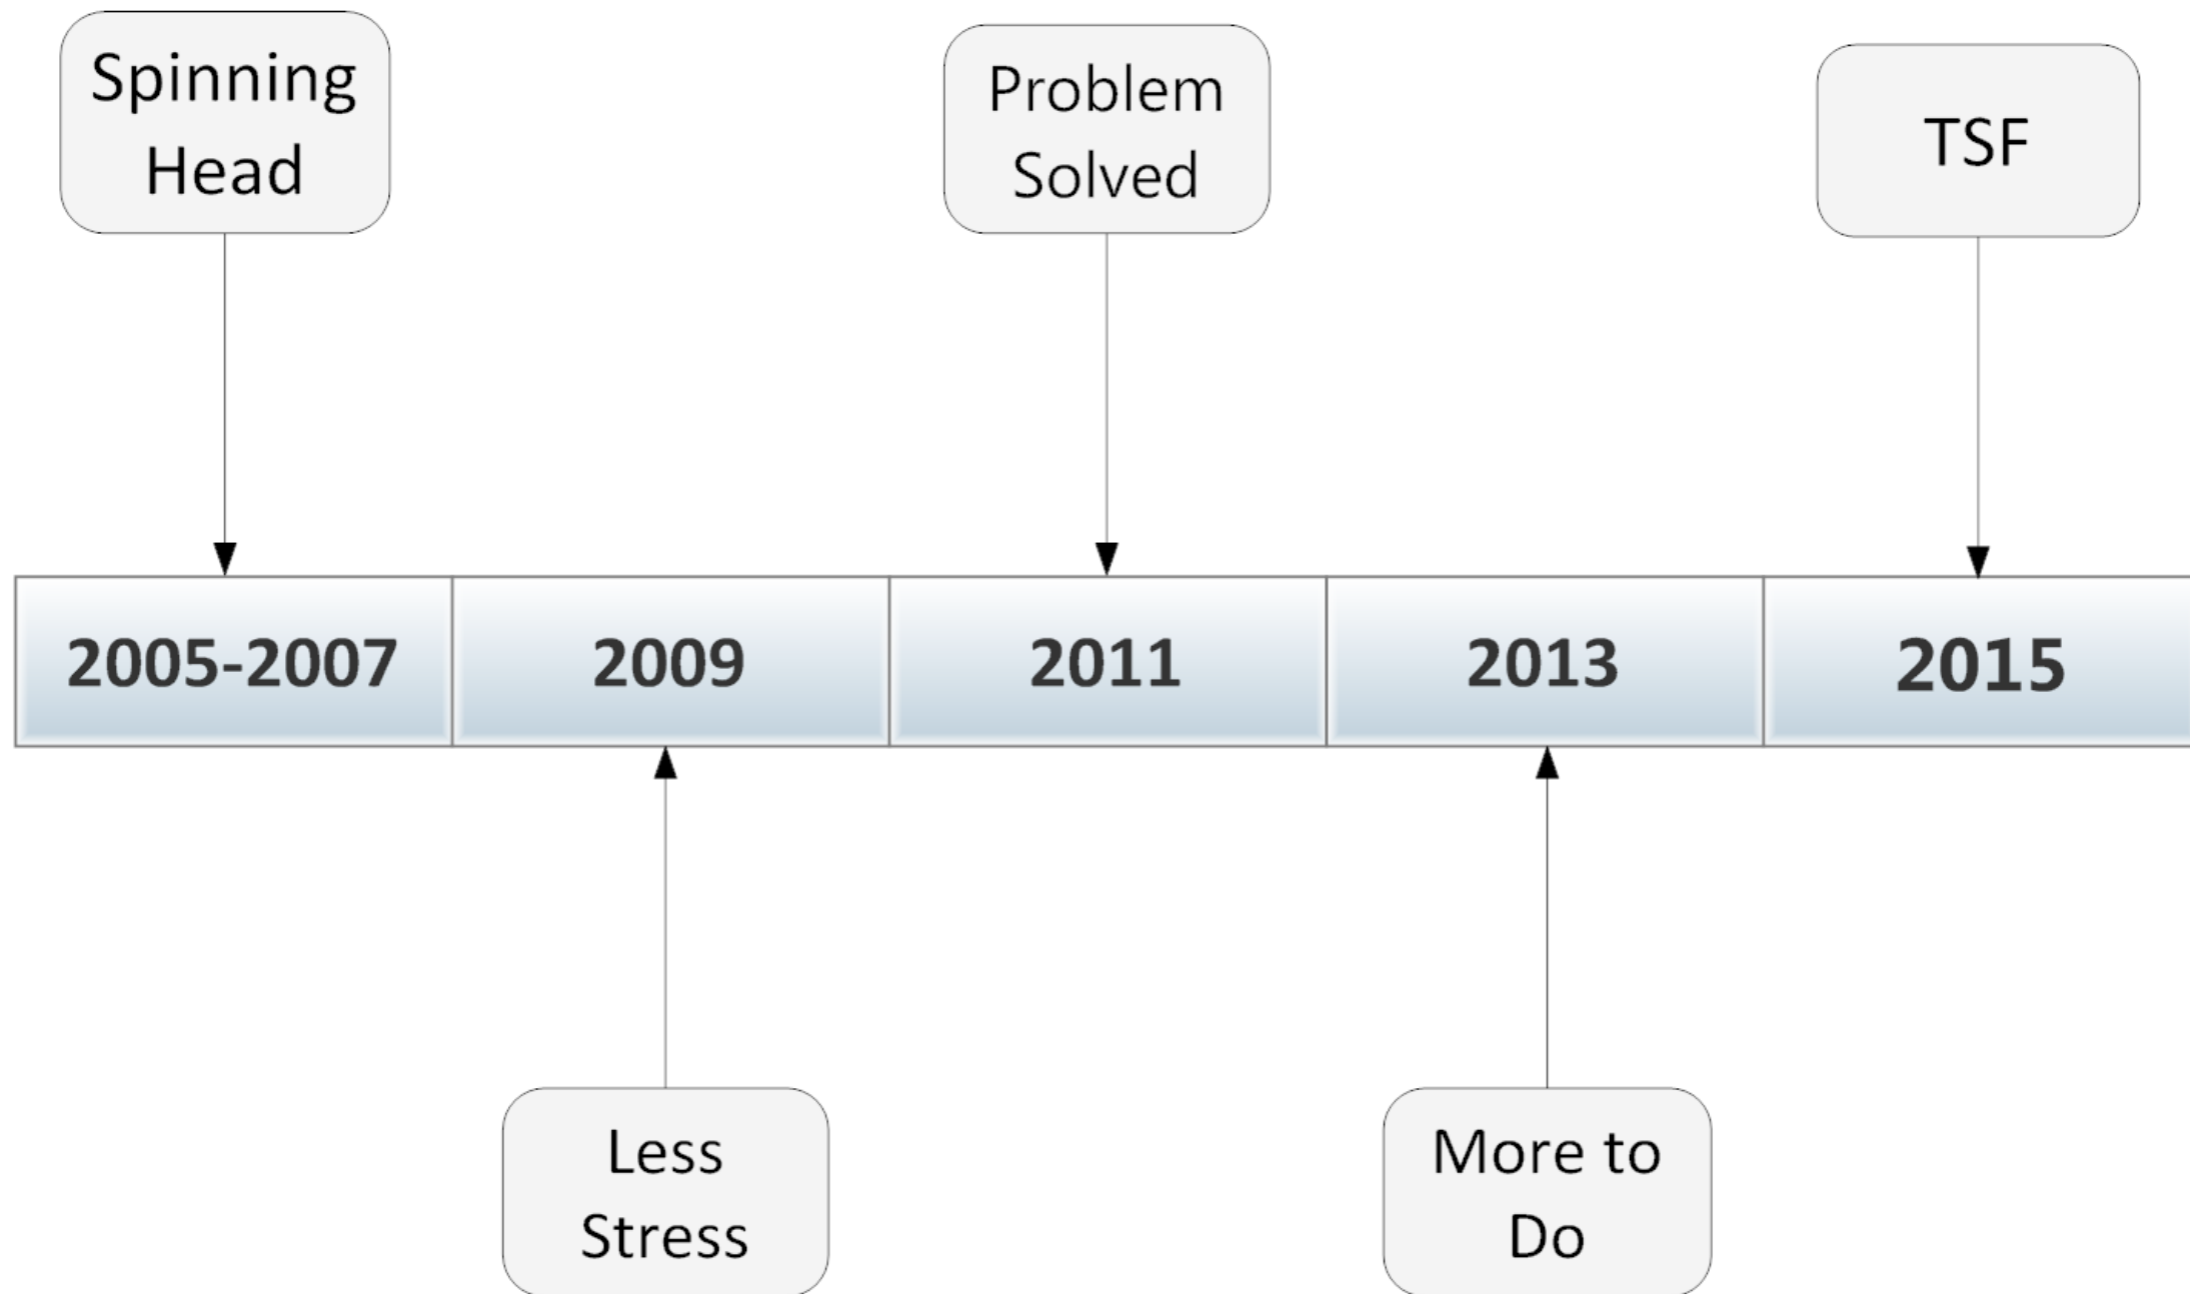 Spinning
Head
Problem
Solved
TSF
2005-2007
2009
2011
2013
2015
Less
Stress
More to
Do